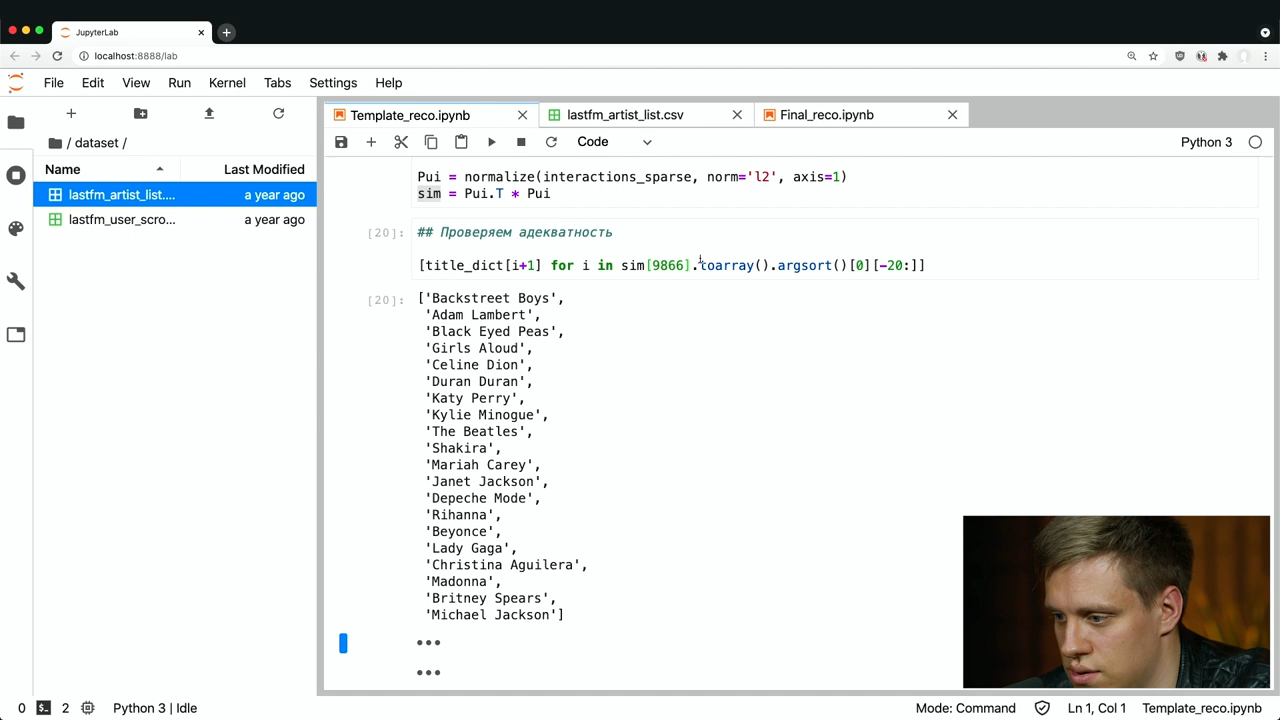 JupyterLab
localhost:8888/lab
File Edit View Run Kernel Tabs Settings Help
/ dataset /
Name Last Modified
lastfm_artist_list.... a year ago
lastfm_user_scro... a year ago
Template_reco.ipynb lastfm_artist_list.csv Final_reco.ipynb
Code Python 3
Pui = normalize(interactions_sparse, norm='l2', axis=1)
sim = Pui.T * Pui
[20]: ## Проверяем адекватность
[title_dict[i+1] for i in sim[9866].toarray().argsort()[0][-20:]]
[20]: ['Backstreet Boys',
'Adam Lambert',
'Black Eyed Peas',
'Girls Aloud',
'Celine Dion',
'Duran Duran',
'Katy Perry',
'Kylie Minogue',
'The Beatles',
'Shakira',
'Mariah Carey',
'Janet Jackson',
'Depeche Mode',
'Rihanna',
'Beyonce',
'Lady Gaga',
'Christina Aguilera',
'Madonna',
'Britney Spears',
'Michael Jackson']
0 2 Python 3 | Idle Mode: Command Ln 1, Col 1 Template_reco.ipynb